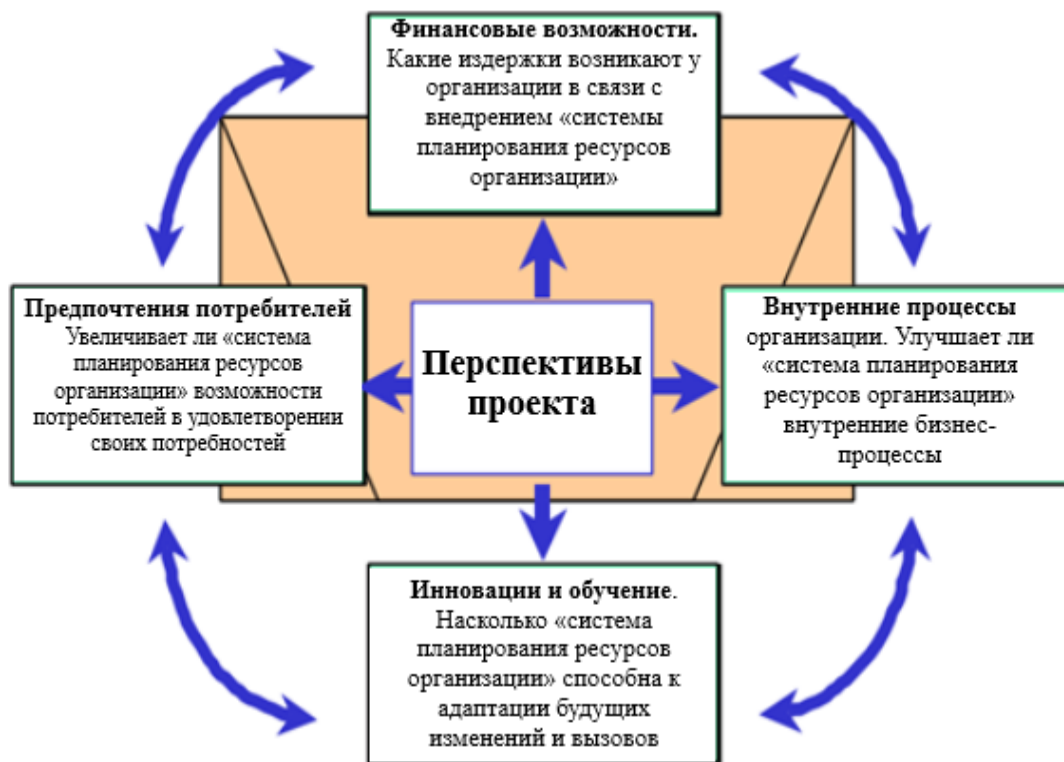 Финансовые возможности.
Какие издержки возникают у
организации в связи с
внедрением «системы
планирования ресурсов
организации»
Предпочтения потребителей
Увеличивает ли «система
планирования ресурсов
организации» возможности
потребителей в удовлетворении
своих потребностей
Перспективы
проекта
Внутренние процессы
организации. Улучшает ли
«система планирования
ресурсов организации»
внутренние бизнес-
процессы
Инновации и обучение.
Насколько «система
планирования ресурсов
организации» способна к
адаптации будущих
изменений и вызовов